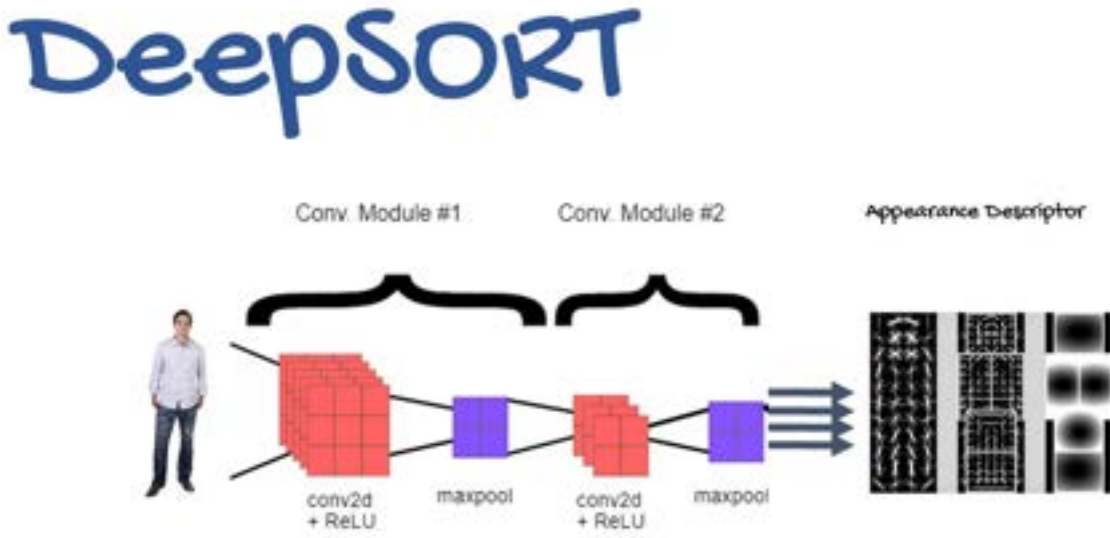 DeepSORT
Conv. Module #1
Conv. Module #2
Appearance Descriptor
conv2d
+ ReLU
maxpool
conv2d
+ ReLU
maxpool